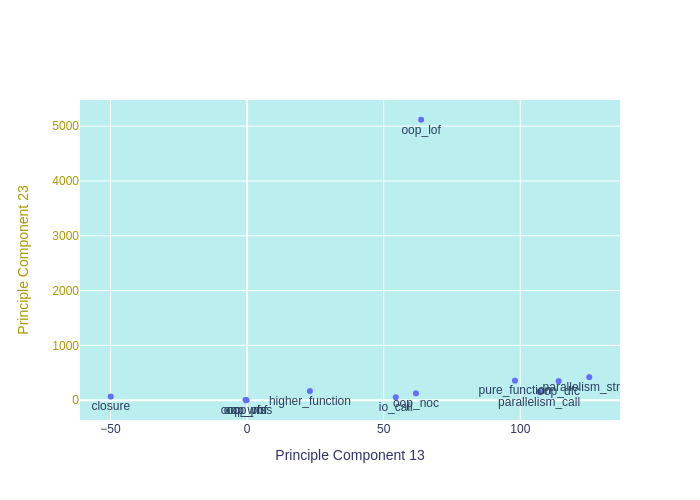 5000
oop_lof
4000
3000
2000
1000
0
closure
higher_function
io_call
oop_noc
pure_function
parallelism_call
parallelism_str
−50
0
50
100
Principle Component 13
Principle Component 23